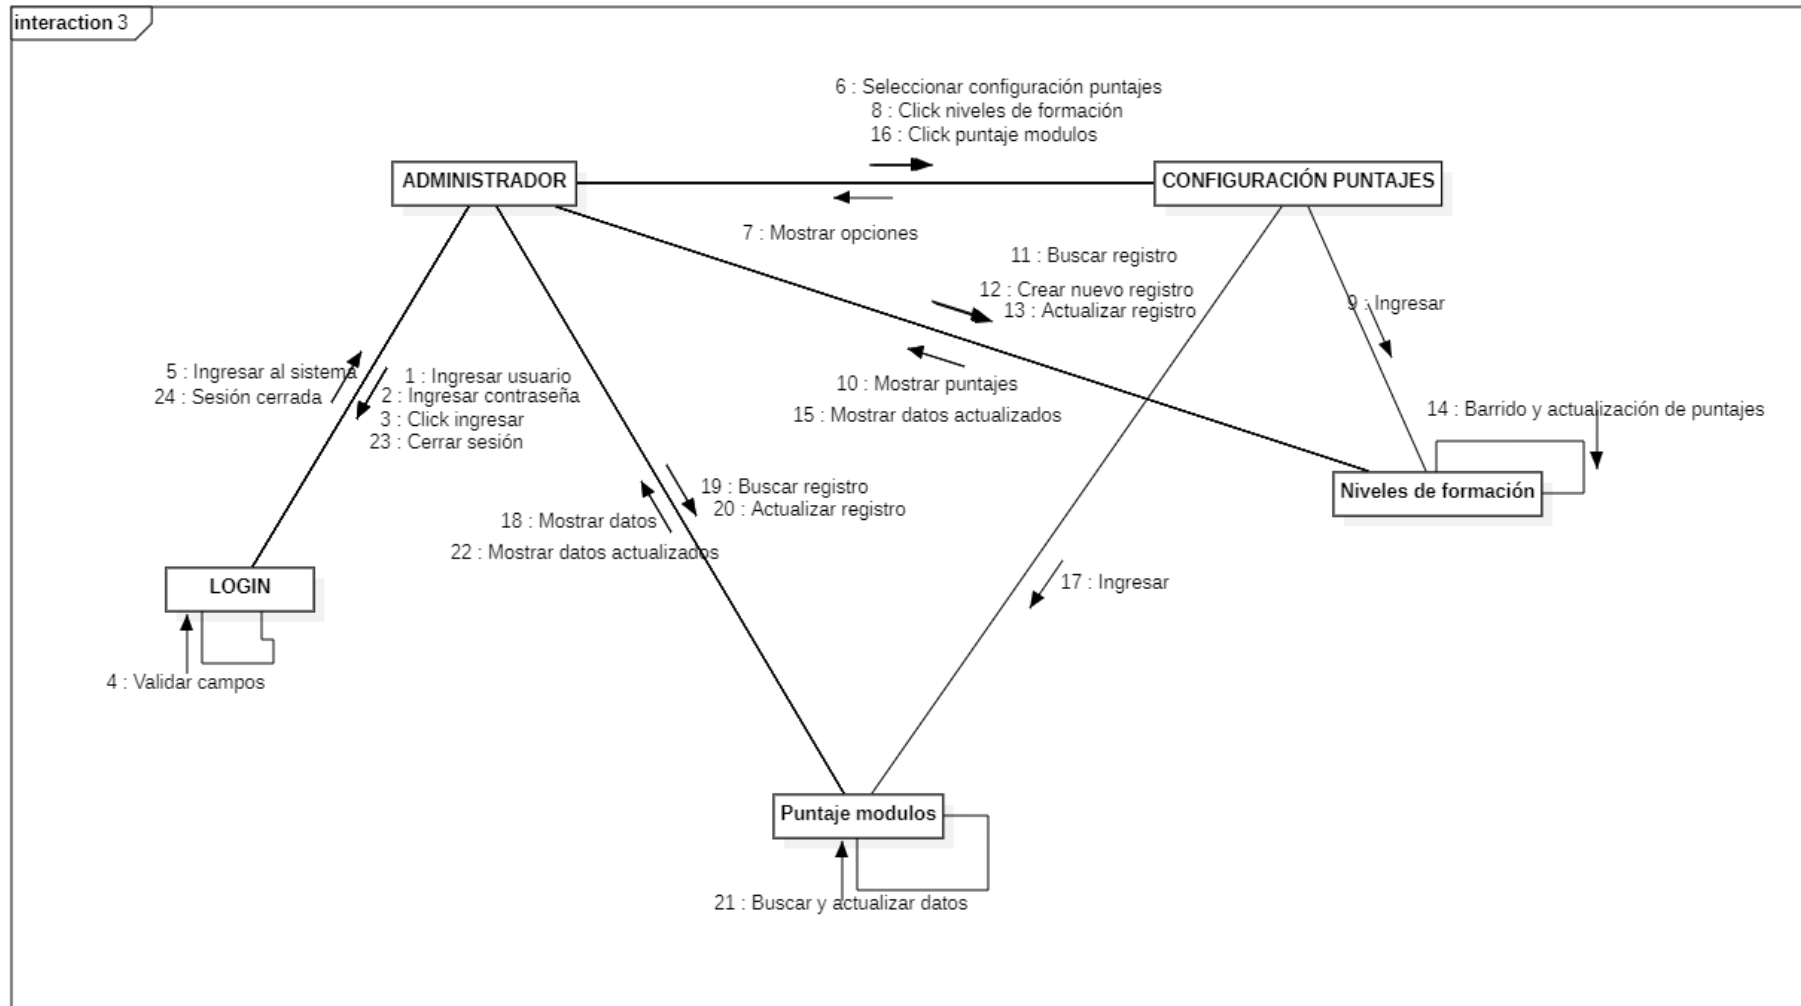 interaction 3
6 : Seleccionar configuración puntajes
8 : Click niveles de formación
16 : Click puntaje modulos
ADMINISTRADOR
CONFIGURACIÓN PUNTAJES
7 : Mostrar opciones
11 : Buscar registro
12 : Crear nuevo registro
13 : Actualizar registro
9 : Ingresar
5 : Ingresar al sistema
24 : Sesión cerrada
1 : Ingresar usuario
2 : Ingresar contraseña
3 : Click ingresar
23 : Cerrar sesión
10 : Mostrar puntajes
15 : Mostrar datos actualizados
14 : Barrido y actualización de puntajes
Niveles de formación
19 : Buscar registro
20 : Actualizar registro
18 : Mostrar datos
22 : Mostrar datos actualizados
LOGIN
17 : Ingresar
4 : Validar campos
Puntaje modulos
21 : Buscar y actualizar datos